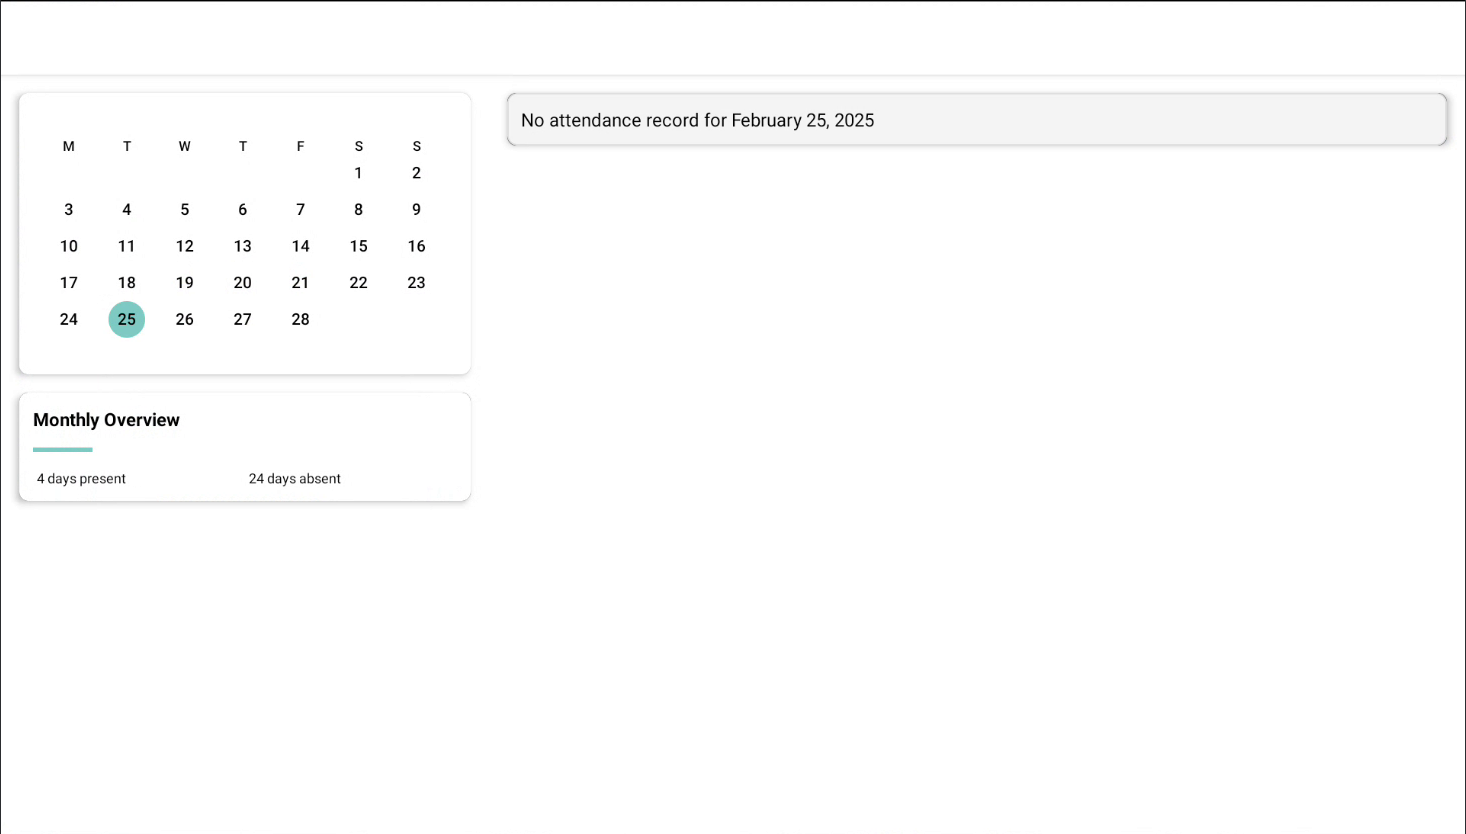 M T W T F S S
1 2
3 4 5 6 7 8 9
10 11 12 13 14 15 16
17 18 19 20 21 22 23
24 25 26 27 28
Monthly Overview
4 days present 24 days absent
No attendance record for February 25, 2025